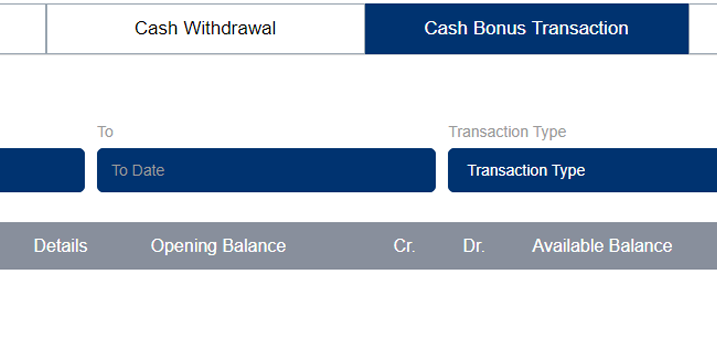 Cash Withdrawal Cash Bonus Transaction
To Transaction Type
To Date Transaction Type
Details Opening Balance Cr. Dr. Available Balance